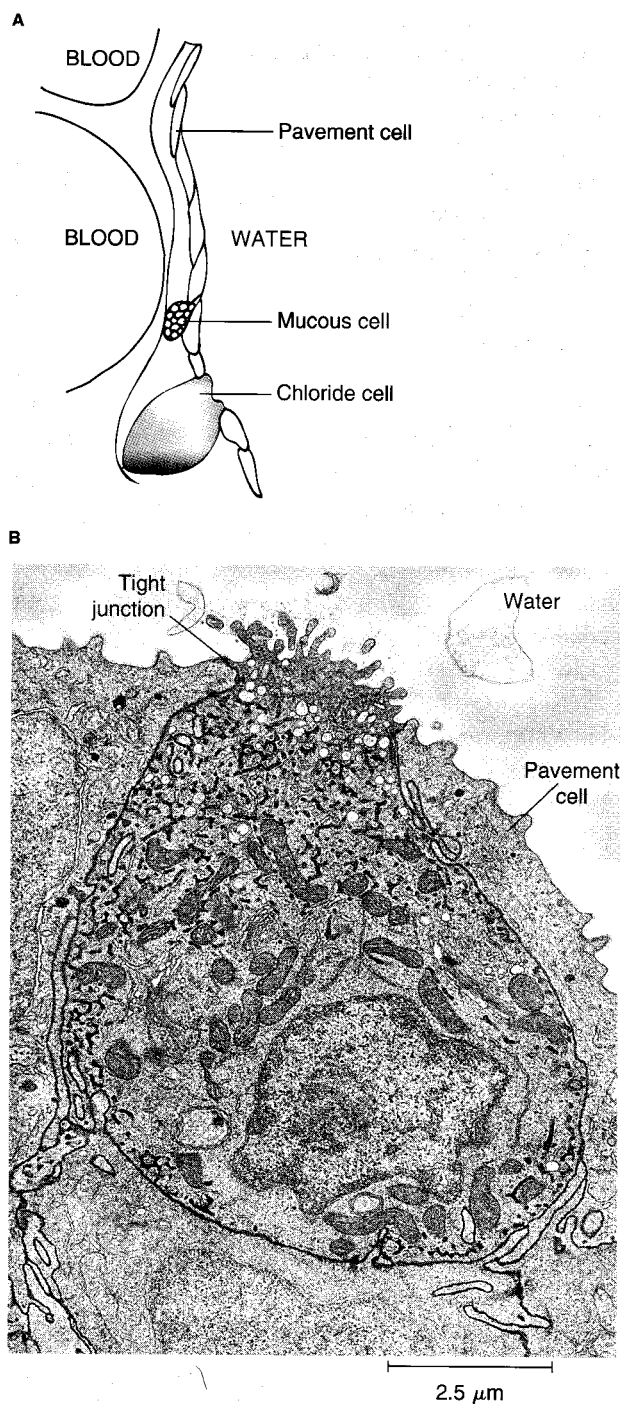 A
BLOOD
Pavement cell
BLOOD
WATER
Mucous cell
Chloride cell
B
Tight
junction
Water
Pavement
cell
2.5 μm